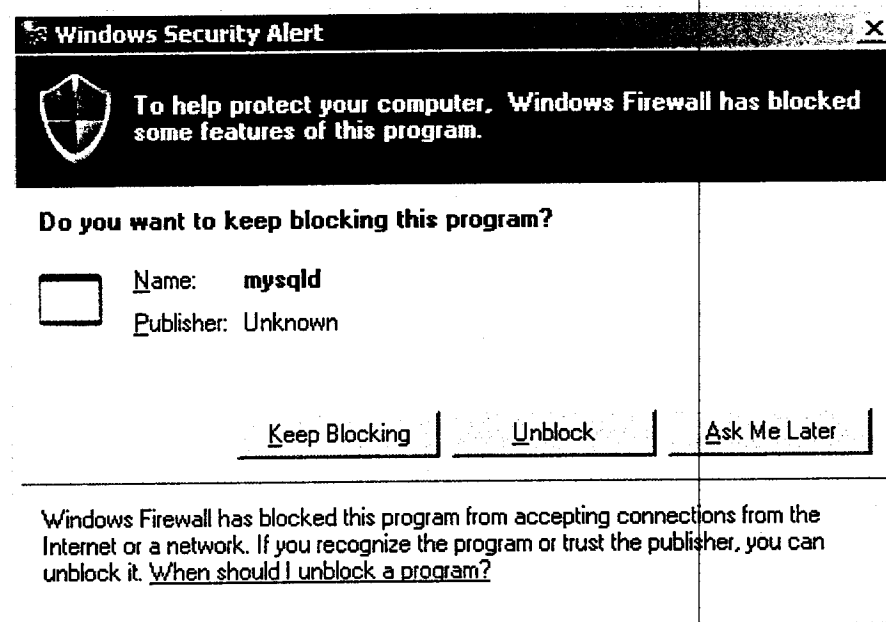 Windows Security Alert
To help protect your computer, Windows Firewall has blocked
some features of this program.
Do you want to keep blocking this program?
Name: mysqld
Publisher: Unknown
Keep Blocking Unblock Ask Me Later
Windows Firewall has blocked this program from accepting connections from the
Internet or a network. If you recognize the program or trust the publisher, you can
unblock it. When should I unblock a program?